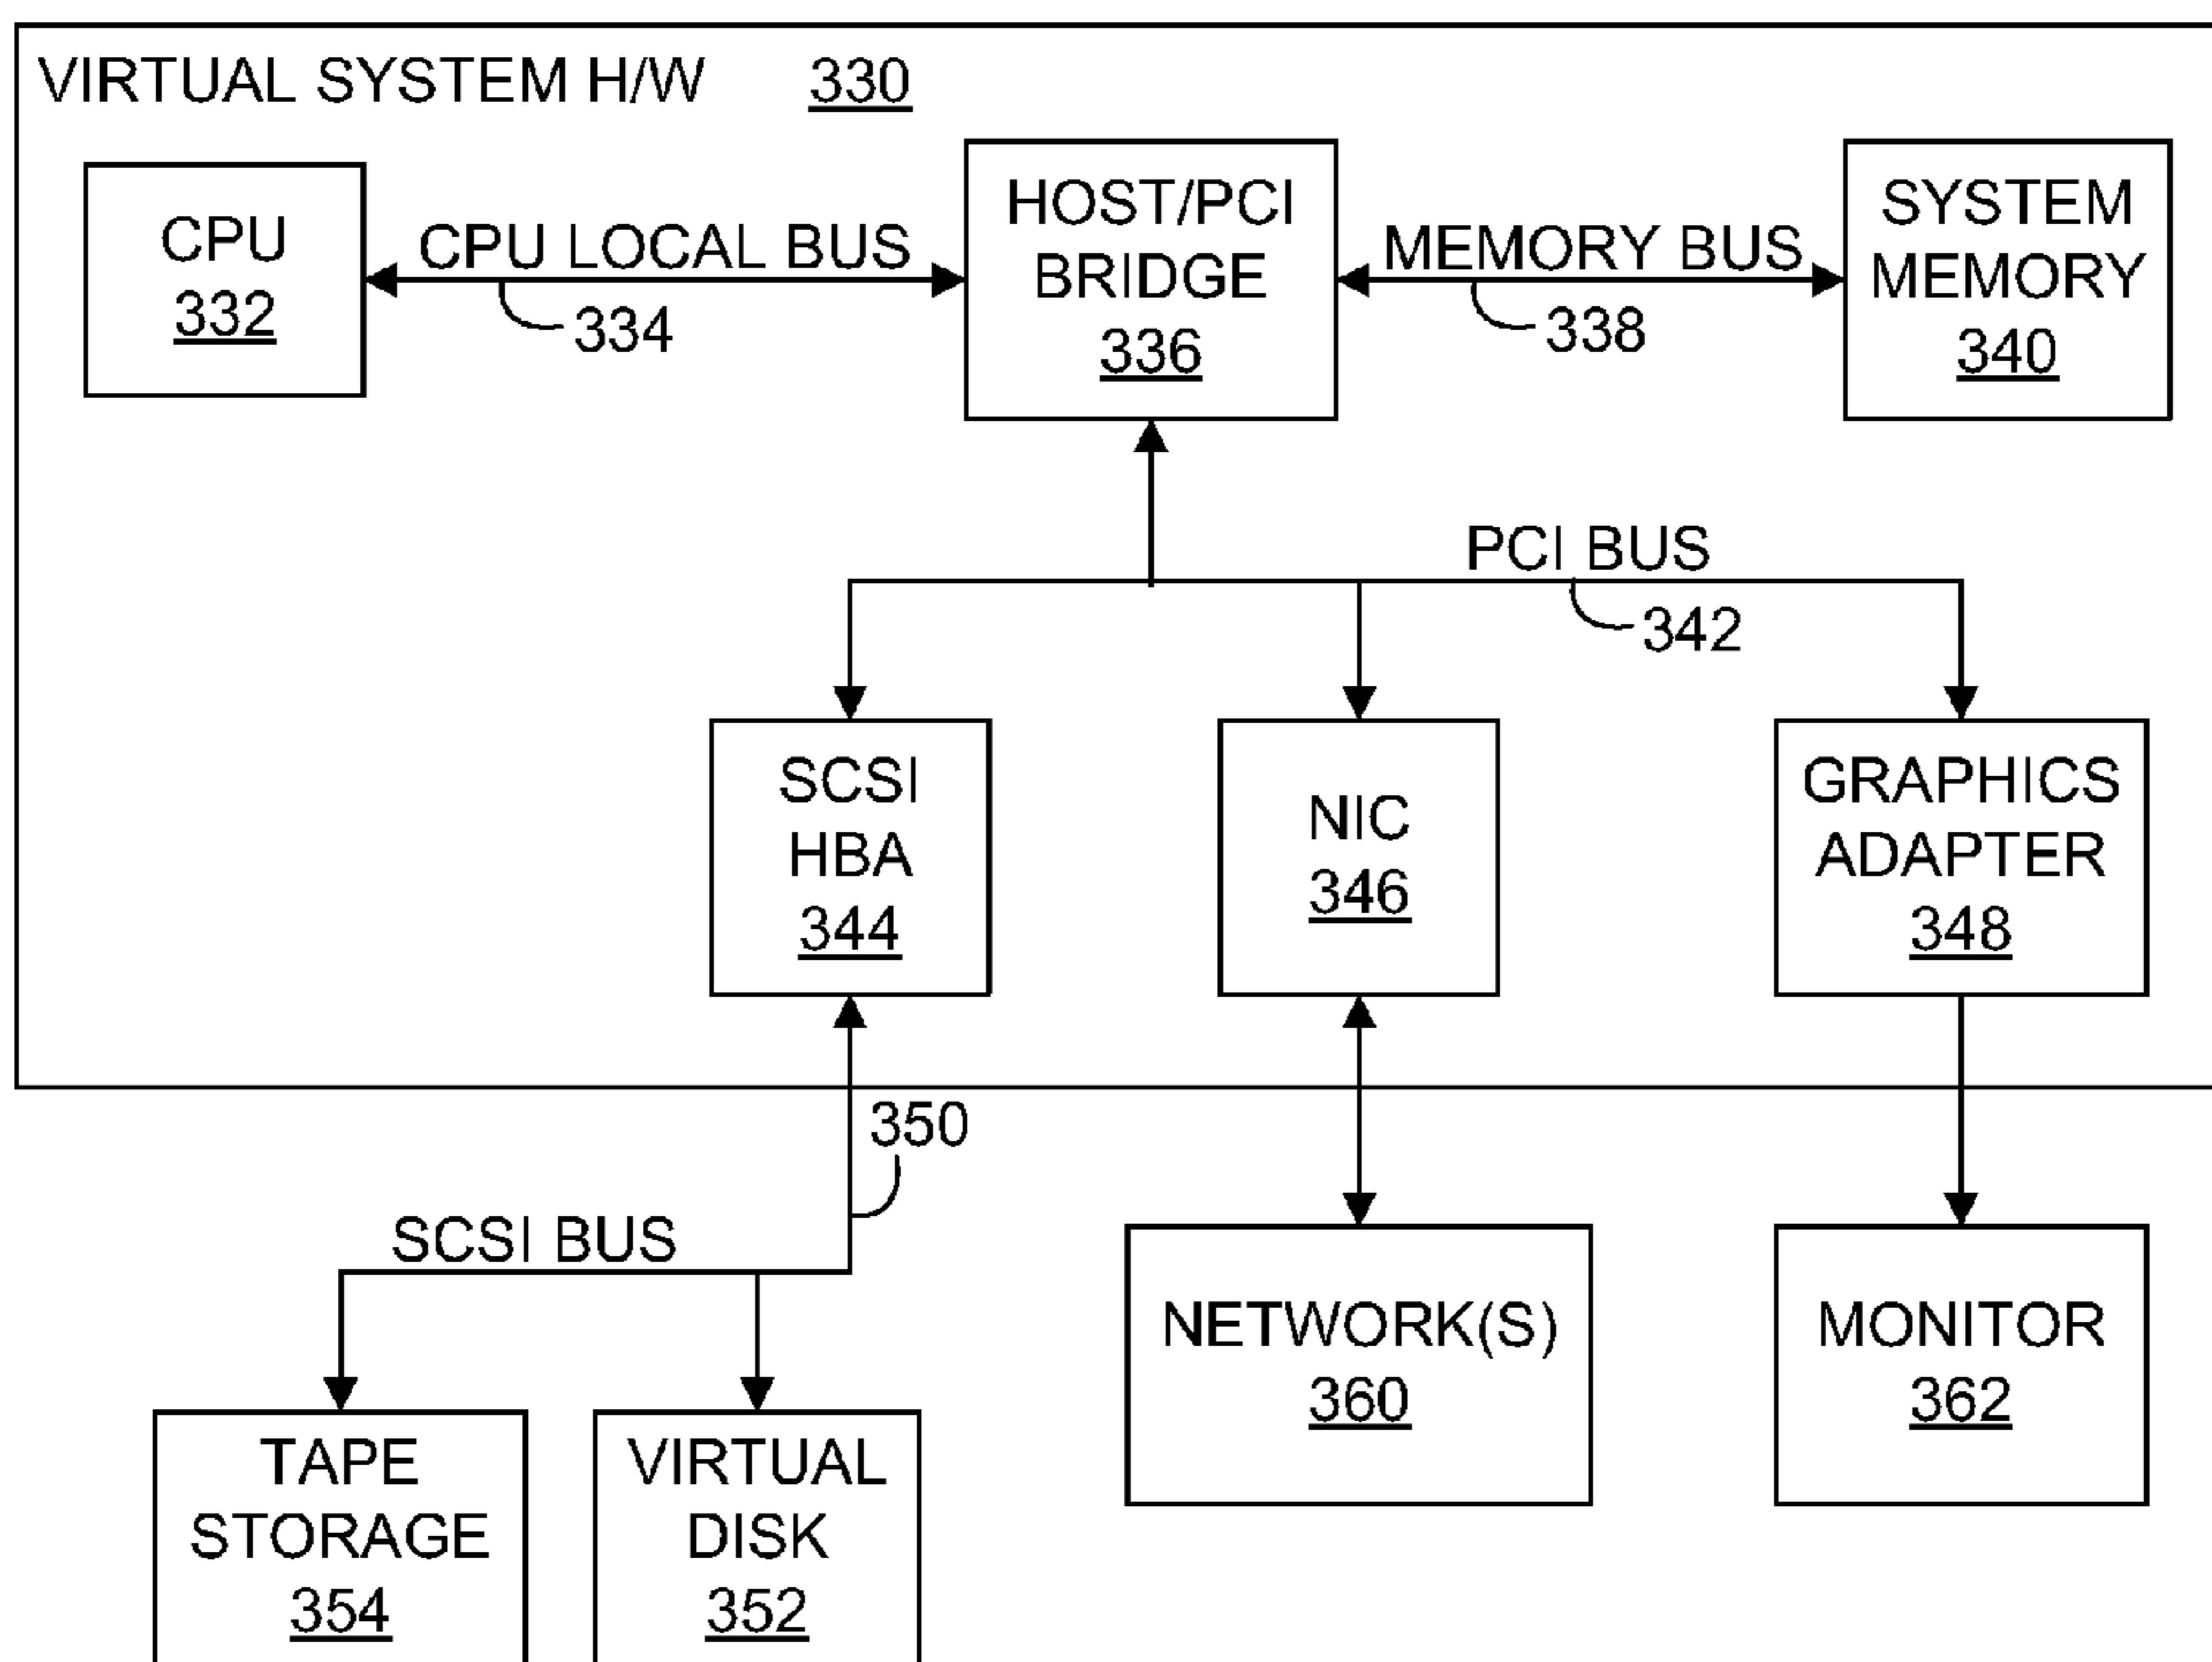 VIRTUAL SYSTEM H/W 330
CPU
332
CPU LOCAL BUS
334
HOST/PCI
BRIDGE
336
MEMORY BUS
338
SYSTEM
MEMORY
340
PCI BUS
342
SCSI
HBA
344
NIC
346
GRAPHICS
ADAPTER
348
350
SCSI BUS
TAPE
STORAGE
354
VIRTUAL
DISK
352
NETWORK(S)
360
MONITOR
362